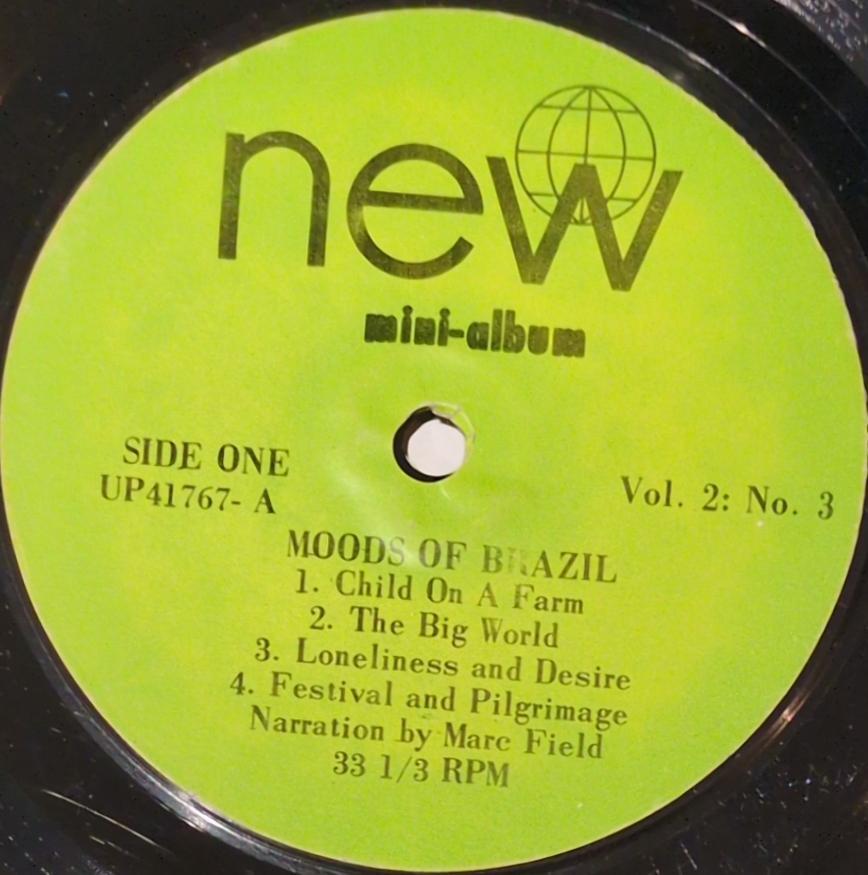 new
mini-album
SIDE ONE
UP41767- A
Vol. 2: No. 3
MOODS OF BRAZIL
1. Child On A Farm
2. The Big World
3. Loneliness and Desire
4. Festival and Pilgrimage
Narration by Marc Field
33 1/3 RPM